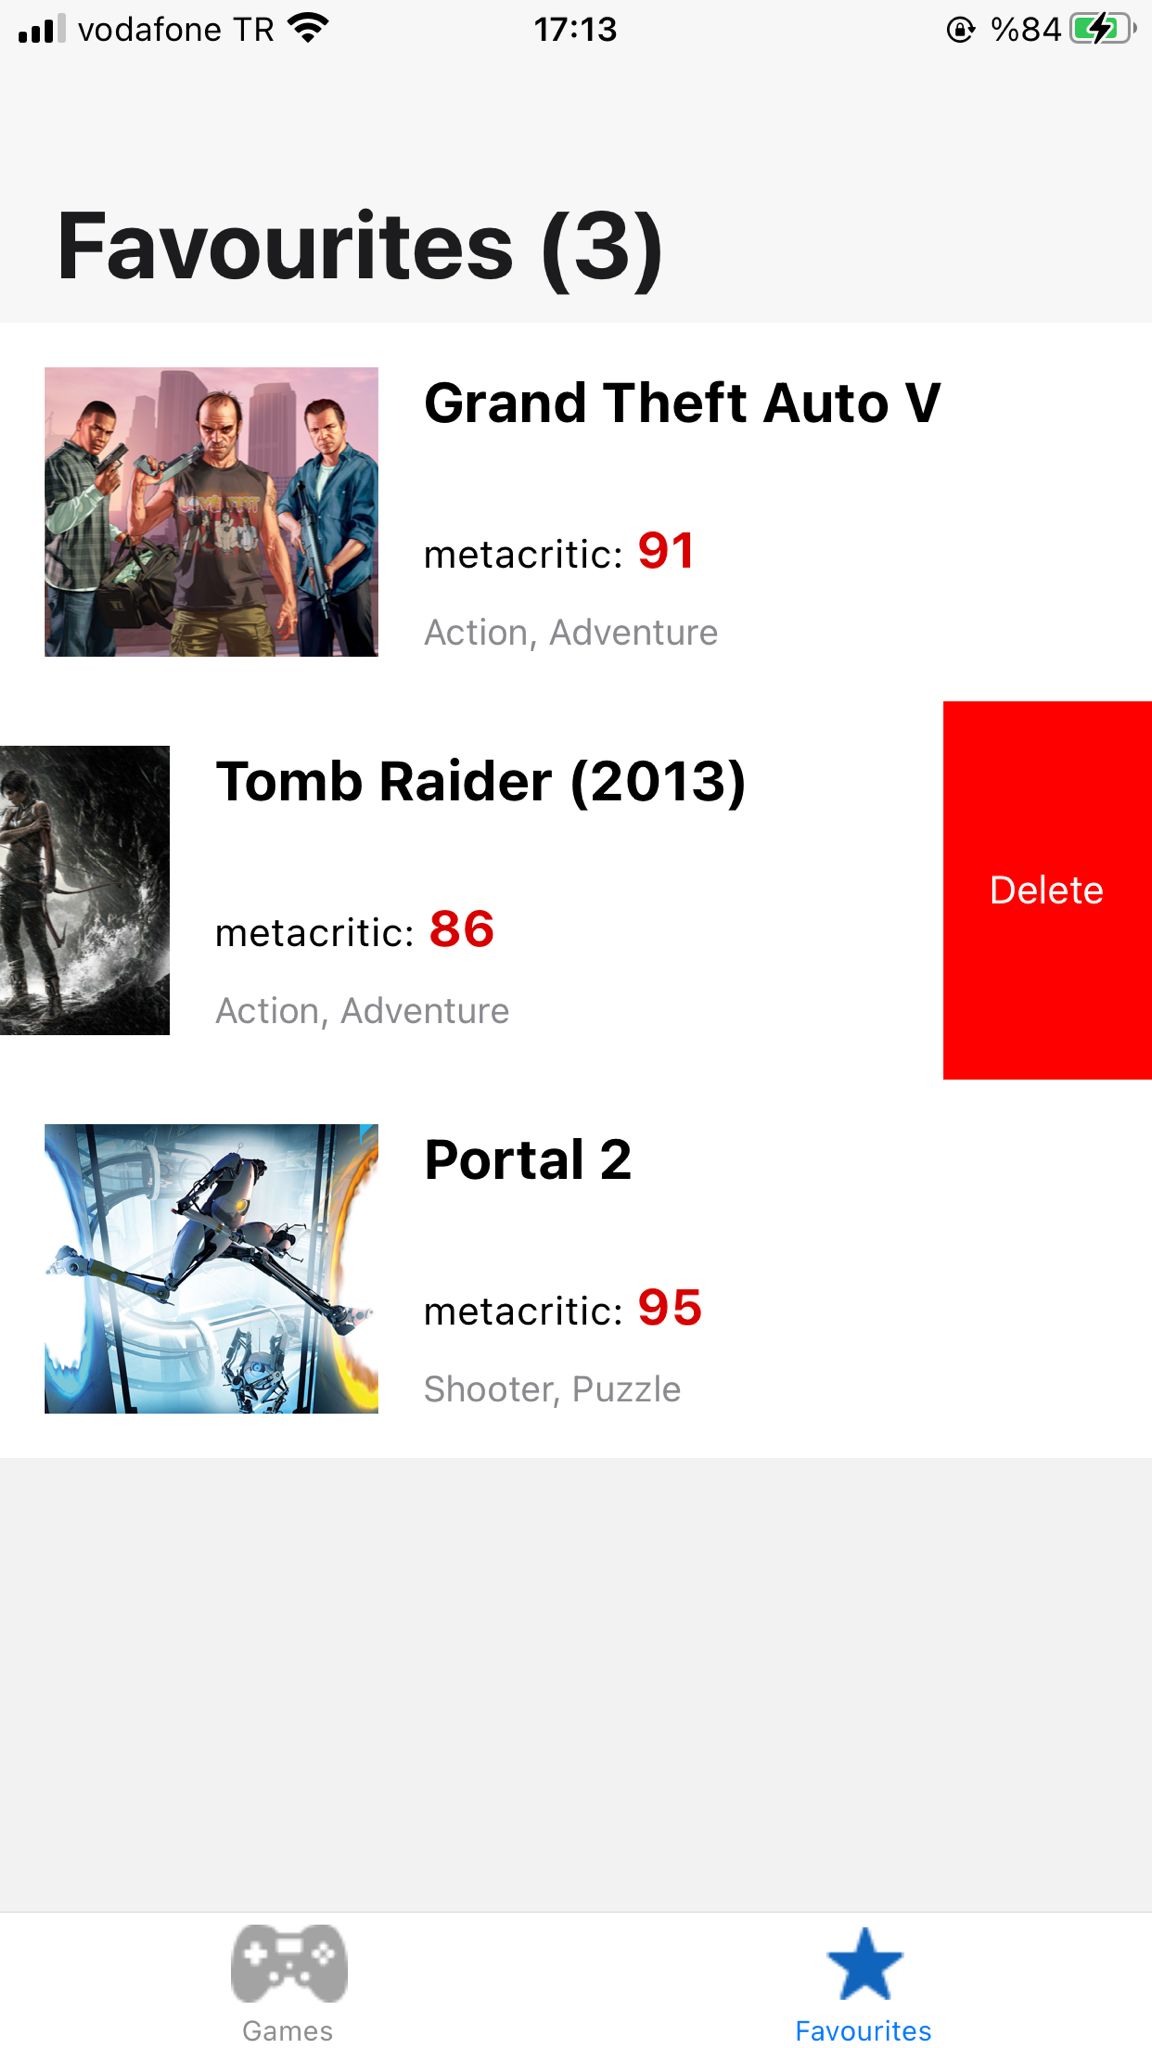 vodafone TR 17:13 %84
Favourites (3)
Grand Theft Auto V
metacritic: 91
Action, Adventure
Tomb Raider (2013)
metacritic: 86
Action, Adventure
Delete
Portal 2
metacritic: 95
Shooter, Puzzle
Games Favourites